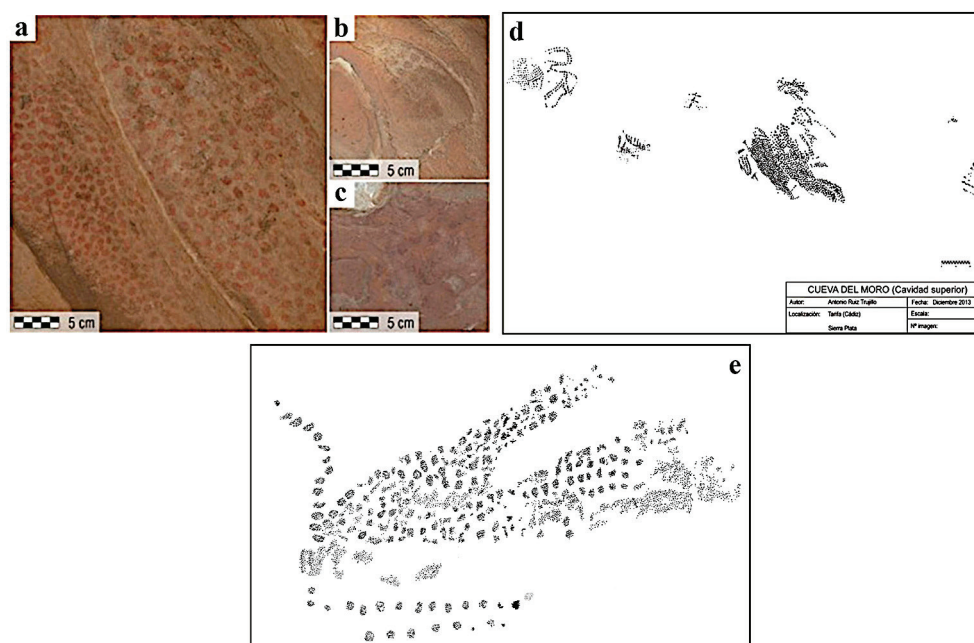 a
5 cm
b
5 cm
c
5 cm
d
CUEVA DEL MORO (Cavidad superior)
Autor: Antonio Ruiz Trujillo Fecha: Diciembre 2013
Localización: Tarifa (Cádiz) Escala:
Sierra Plata Nº imagen:
e